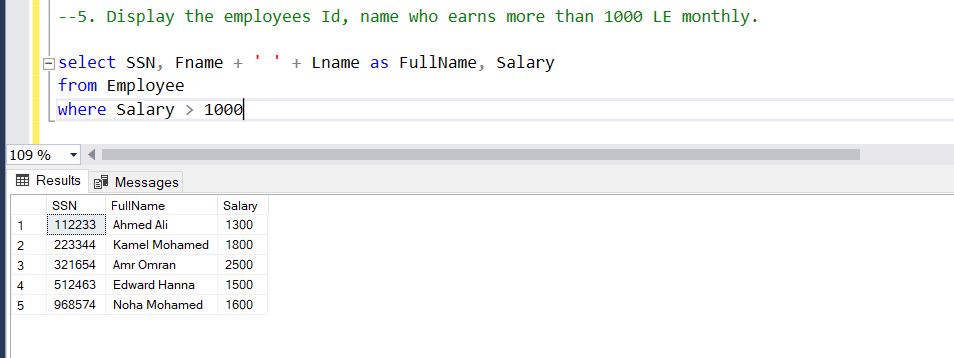 --5. Display the employees Id, name who earns more than 1000 LE monthly.
select SSN, Fname + ' ' + Lname as FullName, Salary
from Employee
where Salary > 1000
109 %
Results Messages
SSN FullName Salary
1 112233 Ahmed Ali 1300
2 223344 Kamel Mohamed 1800
3 321654 Amr Omran 2500
4 512463 Edward Hanna 1500
5 968574 Noha Mohamed 1600